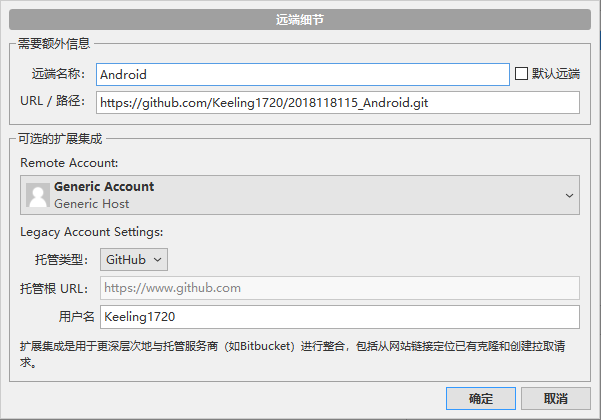 远端细节
需要额外信息
远端名称： Android 默认远端
URL / 路径： https://github.com/Keeling1720/2018118115_Android.git
可选的扩展集成
Remote Account:
Generic Account
Generic Host
Legacy Account Settings:
托管类型： GitHub
托管根 URL： https://www.github.com
用户名 Keeling1720
扩展集成是用于更深层次地与托管服务商（如Bitbucket）进行整合，包括从网站链接定位已有克隆和创建拉取请
求。
确定 取消